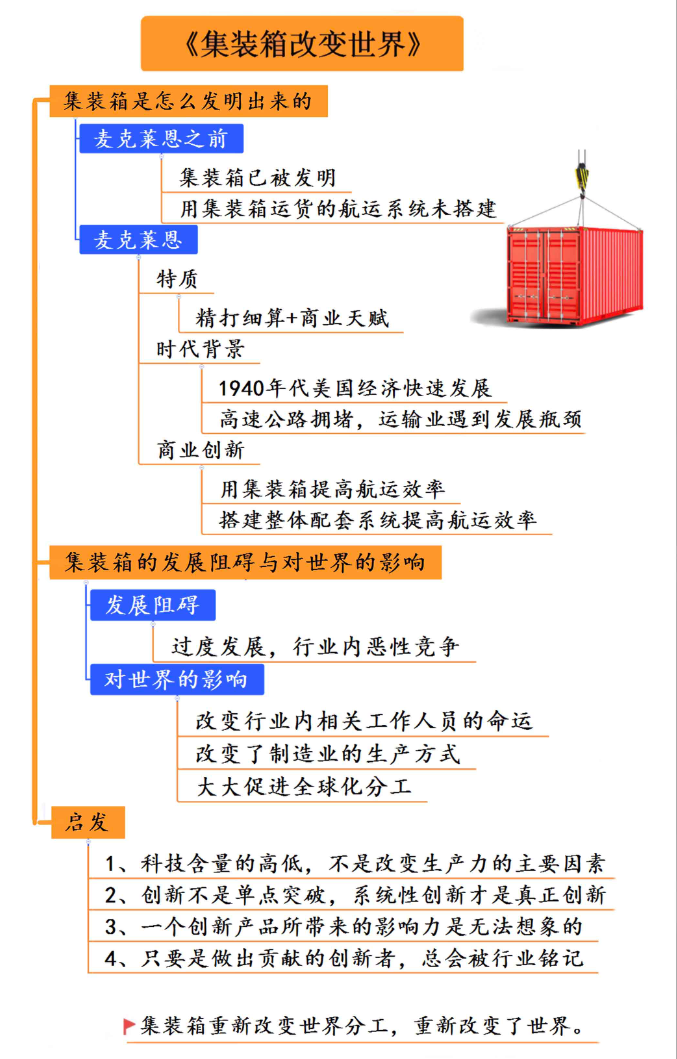 《集装箱改变世界》
集装箱是怎么发明出来的
麦克莱恩之前
集装箱已被发明
用集装箱运货的航运系统未搭建
麦克莱恩
特质
精打细算+商业天赋
时代背景
1940年代美国经济快速发展
高速公路拥堵，运输业遇到发展瓶颈
商业创新
用集装箱提高航运效率
搭建整体配套系统提高航运效率
集装箱的发展阻碍与对世界的影响
发展阻碍
过度发展，行业内恶性竞争
对世界的影响
改变行业内相关工作人员的命运
改变了制造业的生产方式
大大促进全球化分工
启发
1、科技含量的高低，不是改变生产力的主要因素
2、创新不是单点突破，系统性创新才是真正创新
3、一个创新产品所带来的影响力是无法想象的
4、只要是做出贡献的创新者，总会被行业铭记
集装箱重新改变世界分工，重新改变了世界。